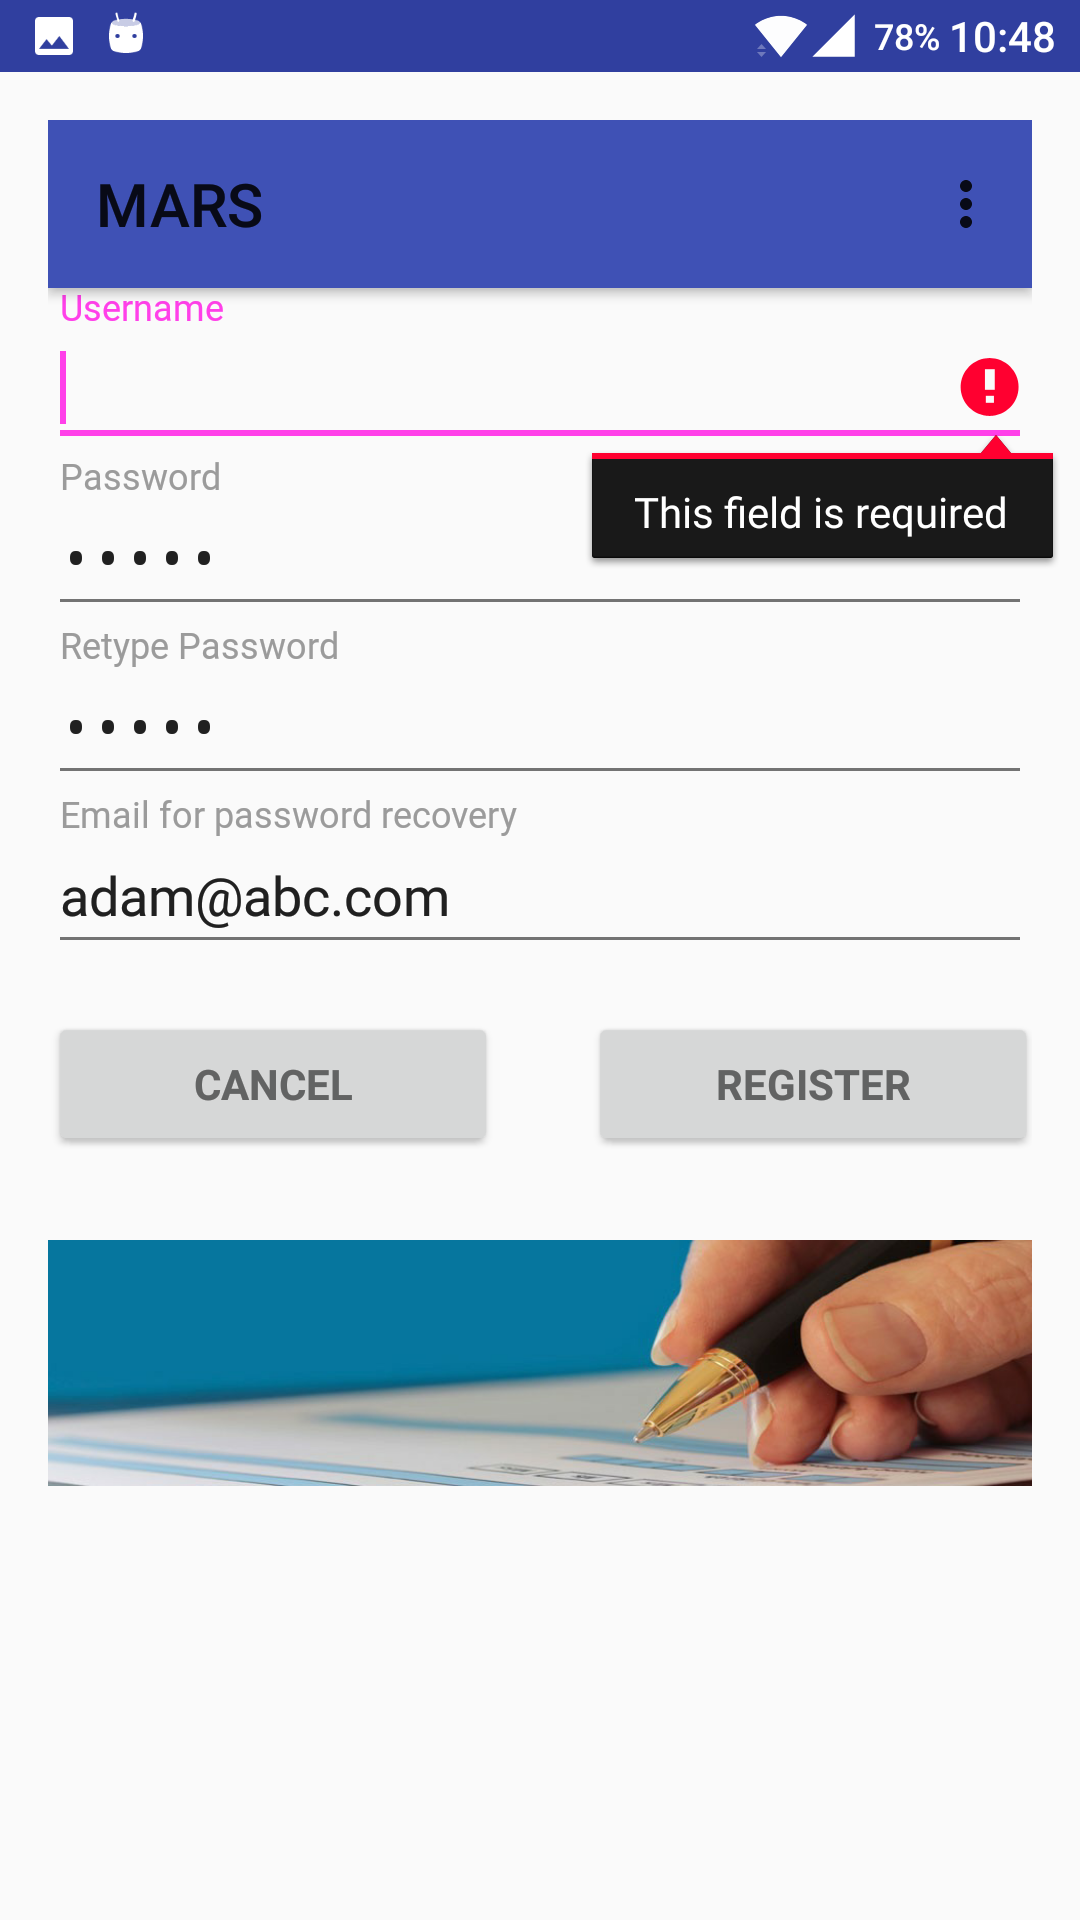 78% 10:48
MARS
Username
Password
This field is required
•••••
Retype Password
•••••
Email for password recovery
adam@abc.com
CANCEL
REGISTER